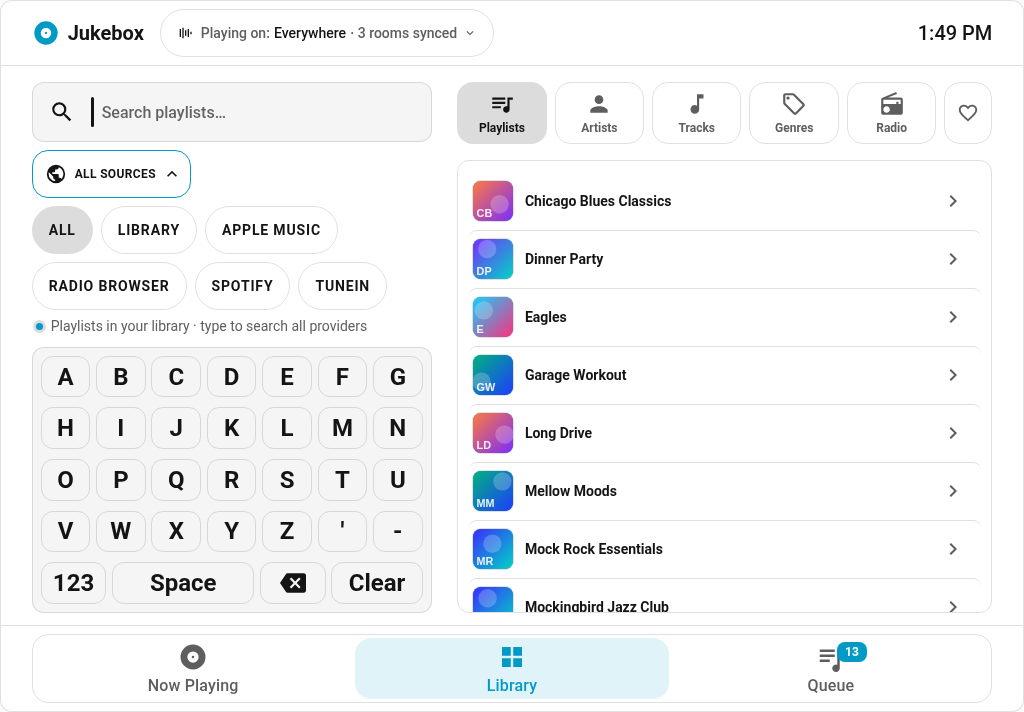 Jukebox
Playing on: Everywhere · 3 rooms synced
1:49 PM
Search playlists...
ALL SOURCES
ALL
LIBRARY
APPLE MUSIC
RADIO BROWSER
SPOTIFY
TUNEIN
Playlists in your library · type to search all providers
A B C D E F G
H I J K L M N
O P Q R S T U
V W X Y Z ' -
123 Space Clear
Playlists
Artists
Tracks
Genres
Radio
CB Chicago Blues Classics
DP Dinner Party
E Eagles
GW Garage Workout
LD Long Drive
MM Mellow Moods
MR Mock Rock Essentials
Mockingbird Jazz Club
Now Playing
Library
Queue
13